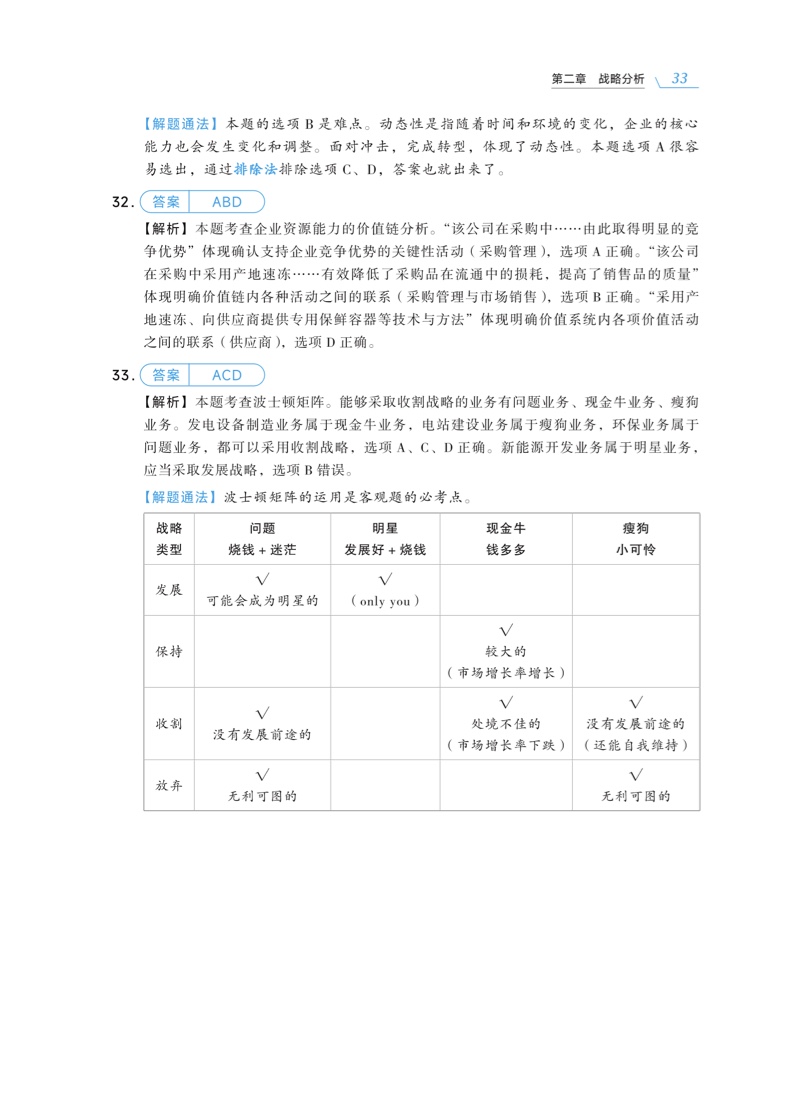 第二章 战略分析 33
【解题通法】本题的选项 B 是难点。动态性是指随着时间和环境的变化，企业的核心
能力也会发生变化和调整。面对冲击，完成转型，体现了动态性。本题选项 A 很容
易选出，通过排除法排除选项 C、D，答案也就出来了。
32. 答案 ABD
【解析】本题考查企业资源能力的价值链分析。“该公司在采购中……由此取得明显的竞
争优势”体现确认支持企业竞争优势的关键性活动（采购管理），选项 A 正确。“该公司
在采购中采用产地速冻……有效降低了采购品在流通中的损耗，提高了销售品的质量”
体现明确价值链内各种活动之间的联系（采购管理与市场销售），选项 B 正确。“采用产
地速冻、向供应商提供专用保鲜容器等技术与方法”体现明确价值系统内各项价值活动
之间的联系（供应商），选项 D 正确。
33. 答案 ACD
【解析】本题考查波士顿矩阵。能够采取收割战略的业务有问题业务、现金牛业务、瘦狗
业务。发电设备制造业务属于现金牛业务，电站建设业务属于瘦狗业务，环保业务属于
问题业务，都可以采用收割战略，选项 A、C、D 正确。新能源开发业务属于明星业务，
应当采取发展战略，选项 B 错误。
【解题通法】波士顿矩阵的运用是客观题的必考点。
战略 问题 明星 现金牛 瘦狗
类型 烧钱 + 迷茫 发展好 + 烧钱 钱多多 小可怜
发展 √ √
可能会成为明星的 （only you）
保持 √
较大的
（市场增长率增长）
收割 √ √ √
没有发展前途的 处境不佳的 没有发展前途的
（市场增长率下跌） （还能自我维持）
放弃 √ √
无利可图的 无利可图的